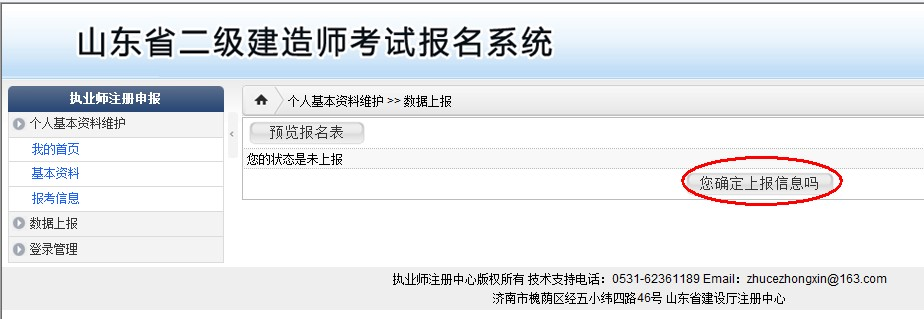 山东省二级建造师考试报名系统
执业师注册申报
个人基本资料维护
我的首页
基本资料
报考信息
数据上报
登录管理
个人基本资料维护 >> 数据上报
预览报名表
您的状态是未上报
您确定上报信息吗
执业师注册中心版权所有 技术支持电话：0531-62361189 Email：zhucezhongxin@163.com
济南市槐荫区经五小纬四路46号 山东省建设厅注册中心